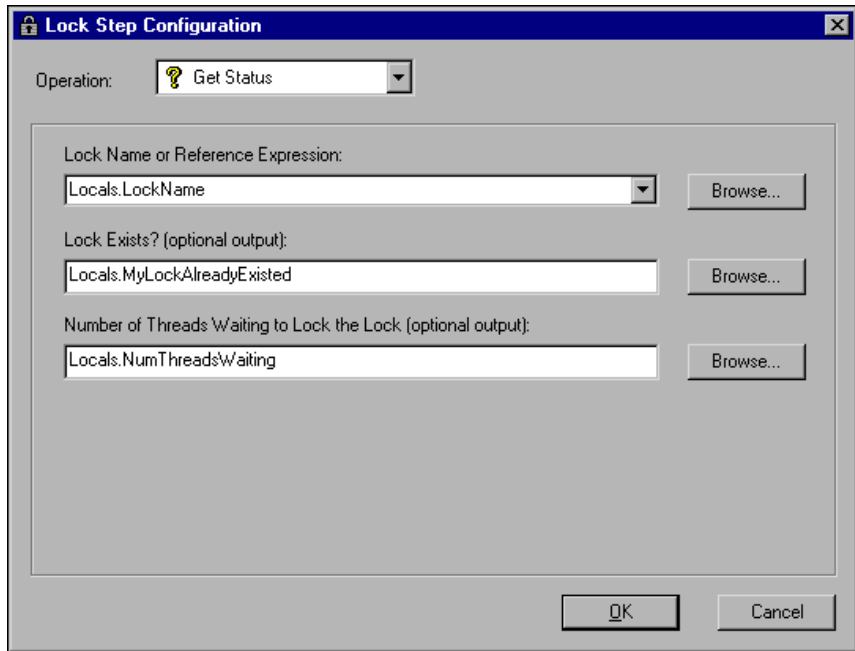 Lock Step Configuration
Operation:
Get Status
Lock Name or Reference Expression:
Locals.LockName
Browse...
Lock Exists? (optional output):
Locals.MyLockAlreadyExisted
Browse...
Number of Threads Waiting to Lock the Lock (optional output):
Locals.NumThreadsWaiting
Browse...
OK
Cancel